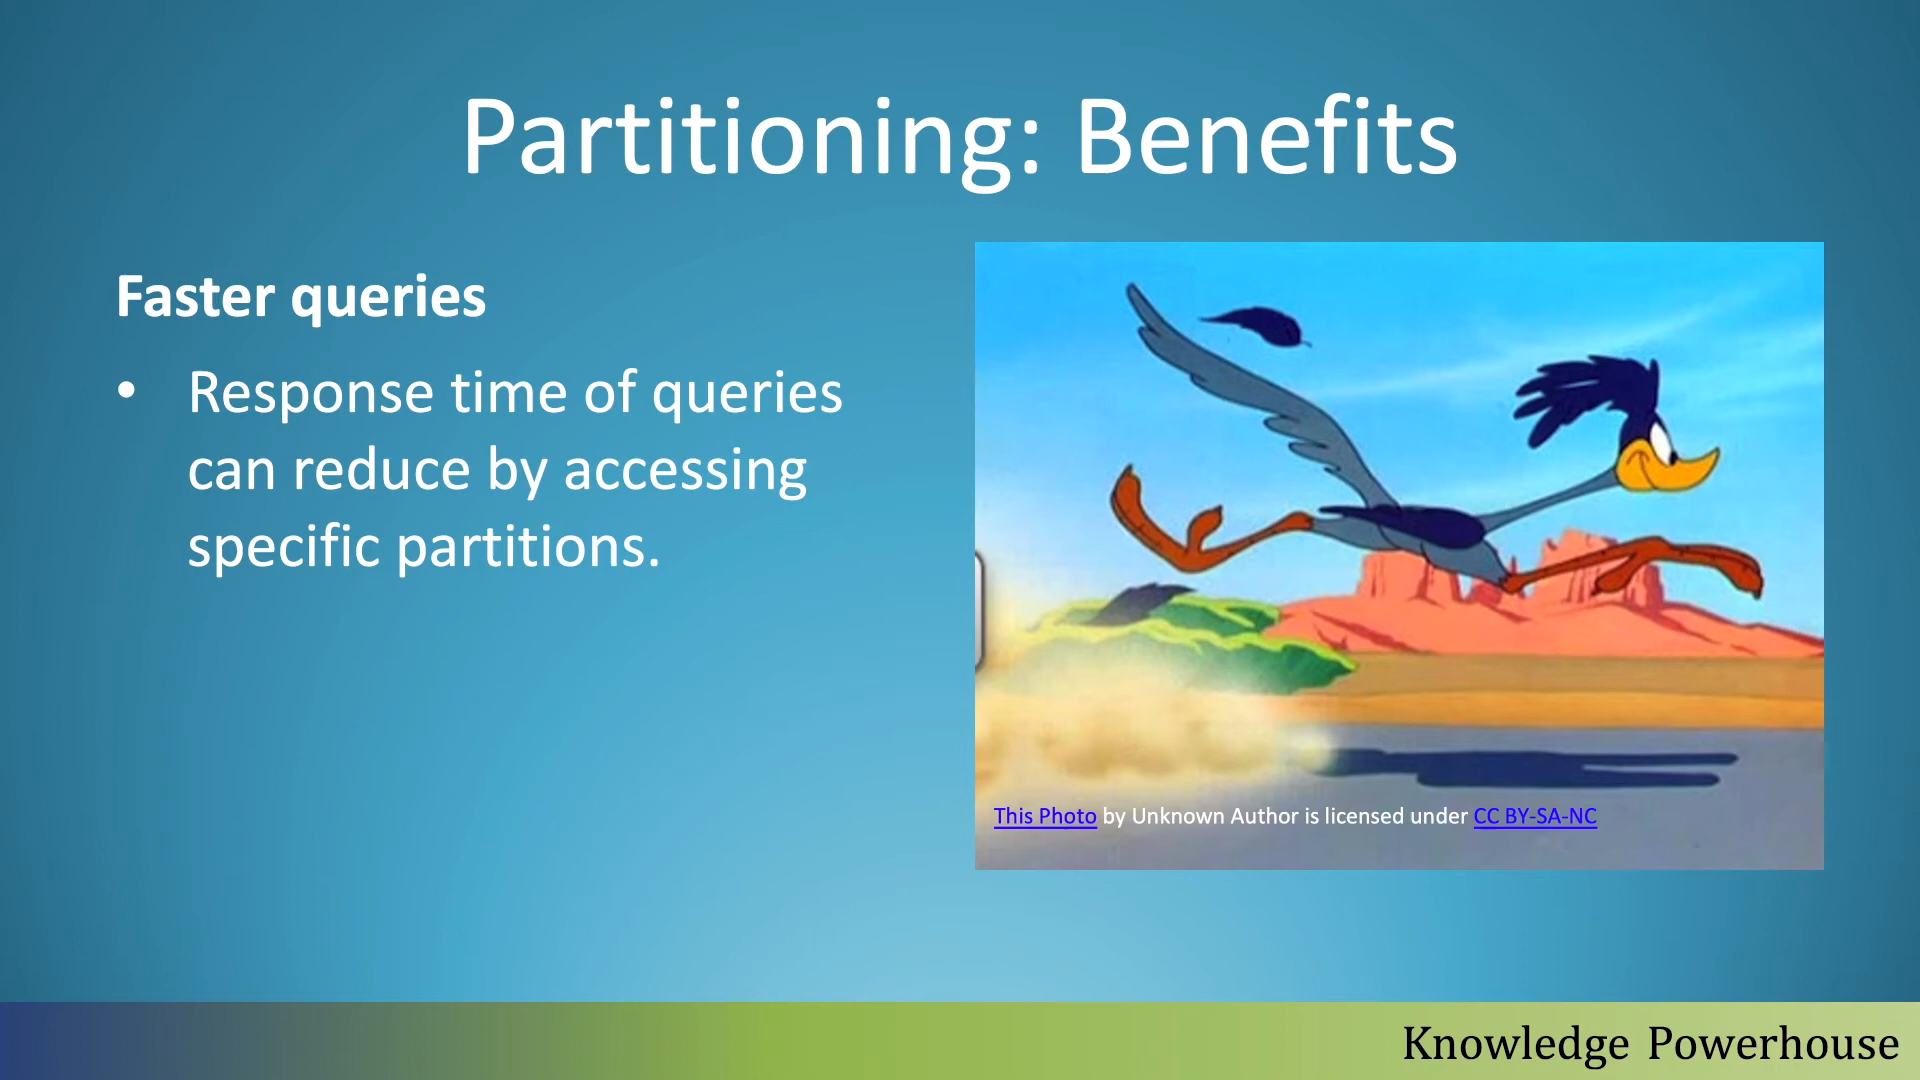 Partitioning: Benefits
Faster queries
• Response time of queries
can reduce by accessing
specific partitions.
This Photo by Unknown Author is licensed under CC BY-SA-NC
Knowledge Powerhouse